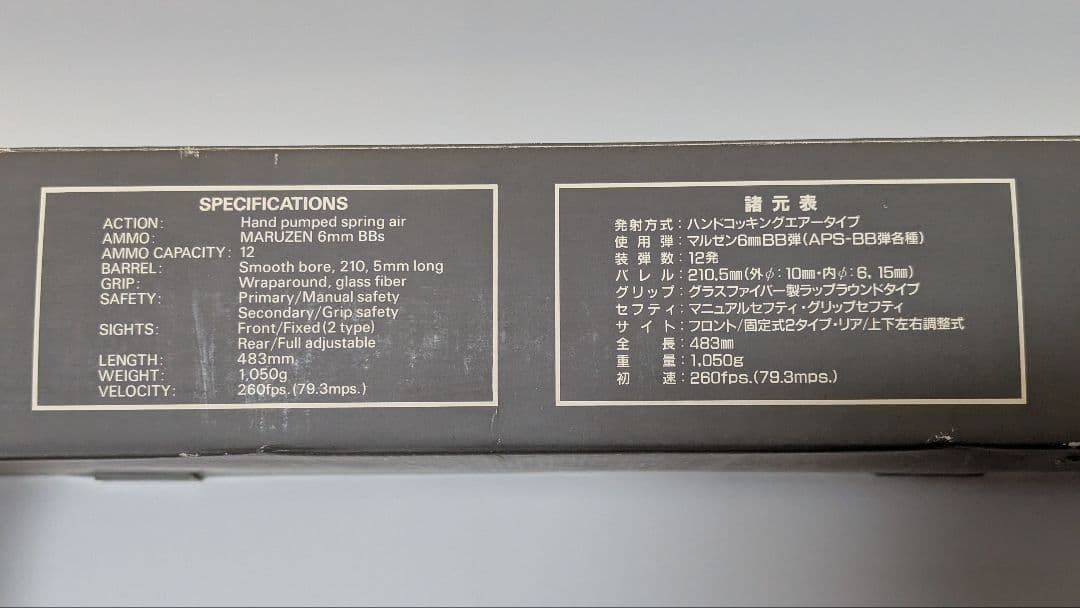 SPECIFICATIONS
ACTION: Hand pumped spring air
AMMO: MARUZEN 6mm BBs
AMMO CAPACITY: 12
BARREL: Smooth bore, 210, 5mm long
GRIP: Wraparound, glass fiber
SAFETY: Primary/Manual safety
Secondary/Grip safety
SIGHTS: Front/Fixed(2 type)
Rear/Full adjustable
LENGTH: 483mm
WEIGHT: 1,050g
VELOCITY: 260fps.(79.3mps.)
諸元表
発射方式:ハンドコッキングエアータイプ
使用弾:マルゼン6㎜BB弾(APS-BB弾各種)
装弾数:12発
バレル:210.5㎜(外φ:10㎜・内φ:6,15㎜)
グリップ:グラスファイバー製ラップラウンドタイプ
セフティ:マニュアルセフティ・グリップセフティ
サイト:フロント/固定式2タイプ・リア/上下左右調整式
全長:483㎜
重量:1,050g
初速:260fps.(79.3mps.)